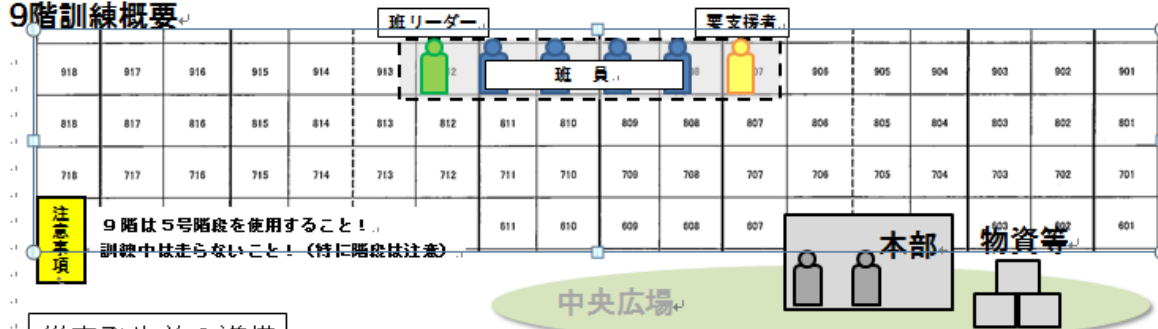 9階訓練概要
班リーダー
要支援者
918 917 916 915 914 913 906 905 904 903 902 901
班 員
818 817 816 815 814 813 812 811 810 809 808 807 806 805 804 803 802 801
718 717 716 715 714 713 712 711 710 709 708 707 706 705 704 703 702 701
611 610 609 608 607 602 601
注意事項
９階は５号階段を使用すること！
訓練中は走らないこと！（特に階段は注意）
本部
物資等
中央広場